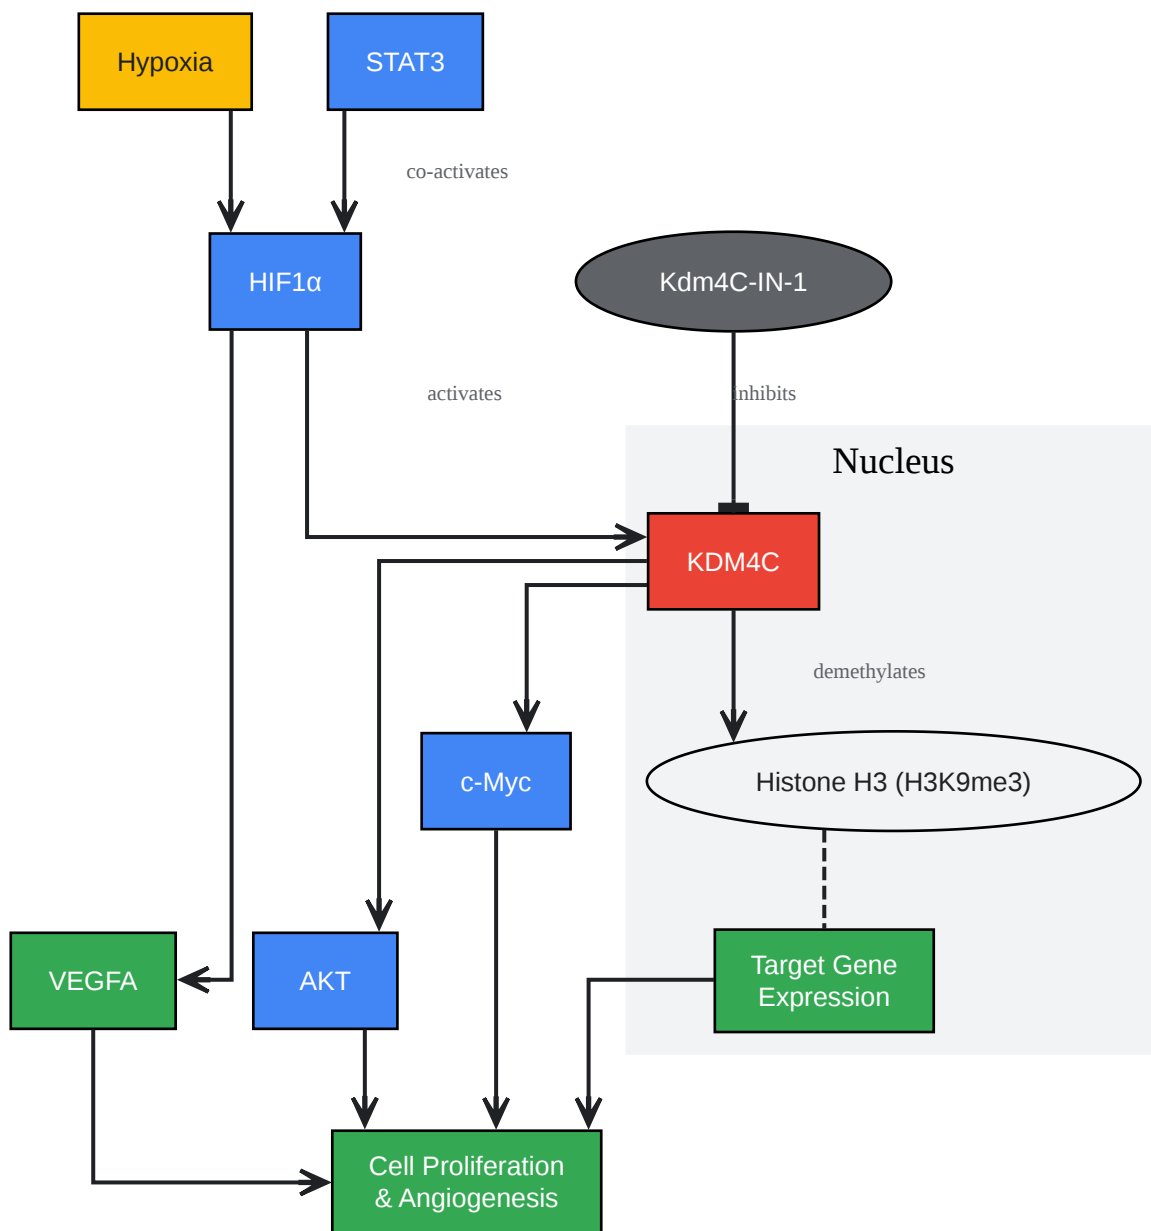 Hypoxia
STAT3
co-activates
HIF1α
Kdm4C-IN-1
activates
inhibits
Nucleus
KDM4C
demethylates
c-Myc
Histone H3 (H3K9me3)
VEGFA
AKT
Target Gene
Expression
Cell Proliferation
& Angiogenesis